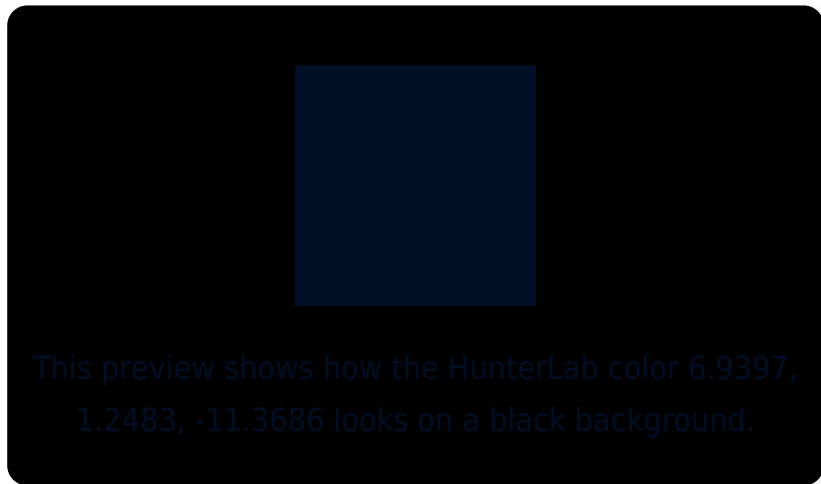 This preview shows how the HunterLab color 6.9397,
1.2483, -11.3686 looks on a black background.